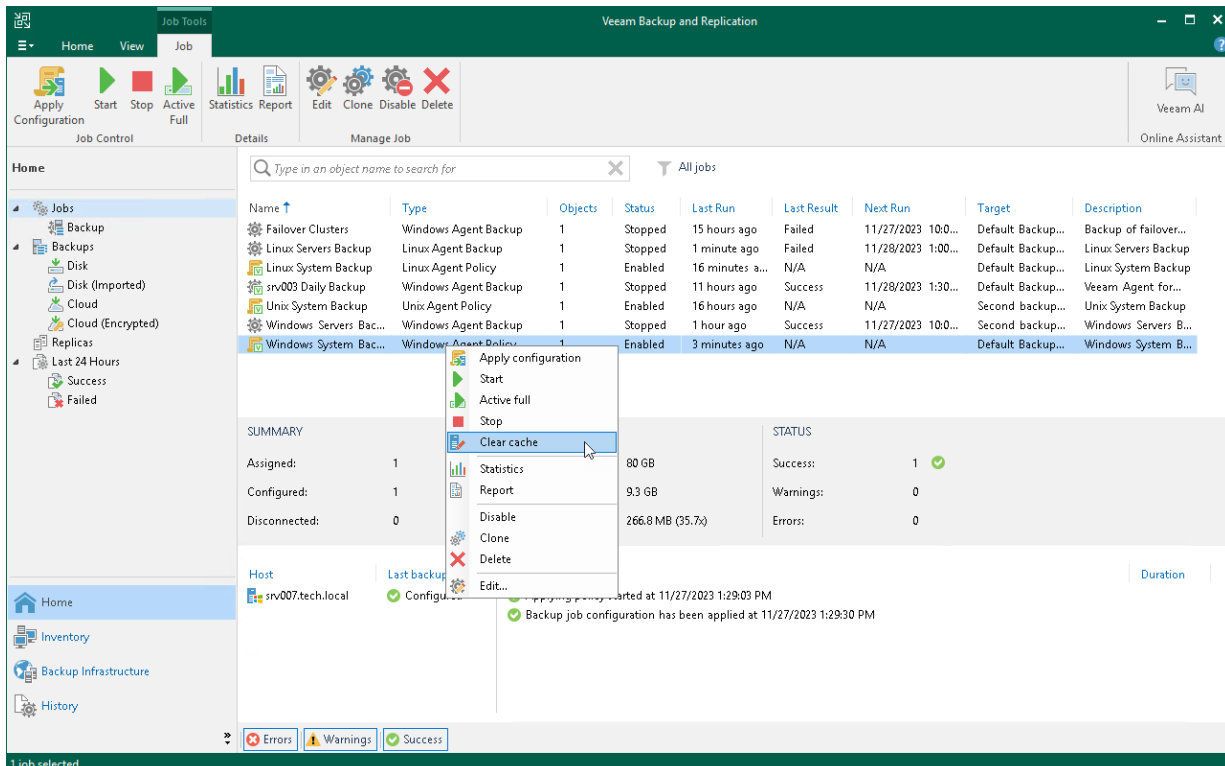 Job Tools
Veeam Backup and Replication
Home View Job
Apply Configuration
Start
Stop
Active Full
Statistics
Report
Edit
Clone
Disable
Delete
Veeam AI
Job Control
Details
Manage Job
Online Assistant
Home
Type in an object name to search for
All jobs
Jobs
Backup
Backups
Disk
Disk (Imported)
Cloud
Cloud (Encrypted)
Replicas
Last 24 Hours
Success
Failed
Name Type Objects Status Last Run Last Result Next Run Target Description
Failover Clusters Windows Agent Backup 1 Stopped 15 hours ago Failed 11/27/2023 10:0... Default Backup... Backup of failover...
Linux Servers Backup Linux Agent Backup 1 Stopped 1 minute ago Failed 11/28/2023 1:00... Default Backup... Linux Servers Backup
Linux System Backup Linux Agent Policy 1 Enabled 16 minutes a... N/A N/A Default Backup... Linux System Backup
srv003 Daily Backup Windows Agent Backup 1 Stopped 11 hours ago Success 11/28/2023 1:30... Default Backup... Veeam Agent for...
Unix System Backup Unix Agent Policy 1 Enabled 16 hours ago N/A N/A Second backup... Unix System Backup
Windows Servers Bac... Windows Agent Backup 1 Stopped 1 hour ago Success 11/27/2023 10:0... Second backup... Windows Servers B...
Windows System Bac... Windows Agent Policy 1 Enabled 3 minutes ago N/A N/A Default Backup... Windows System B...
Apply configuration
Start
Active full
Stop
Clear cache
Statistics
Report
Disable
Clone
Delete
Edit...
SUMMARY
STATUS
Assigned: 1
80 GB
Success: 1
Configured: 1
9.3 GB
Warnings: 0
Disconnected: 0
266.8 MB (35.7x)
Errors: 0
Host
Last backup
Duration
srv007.tech.local
started at 11/27/2023 1:29:03 PM
Backup job configuration has been applied at 11/27/2023 1:29:30 PM
Home
Inventory
Backup Infrastructure
History
Errors
Warnings
Success
1 job selected